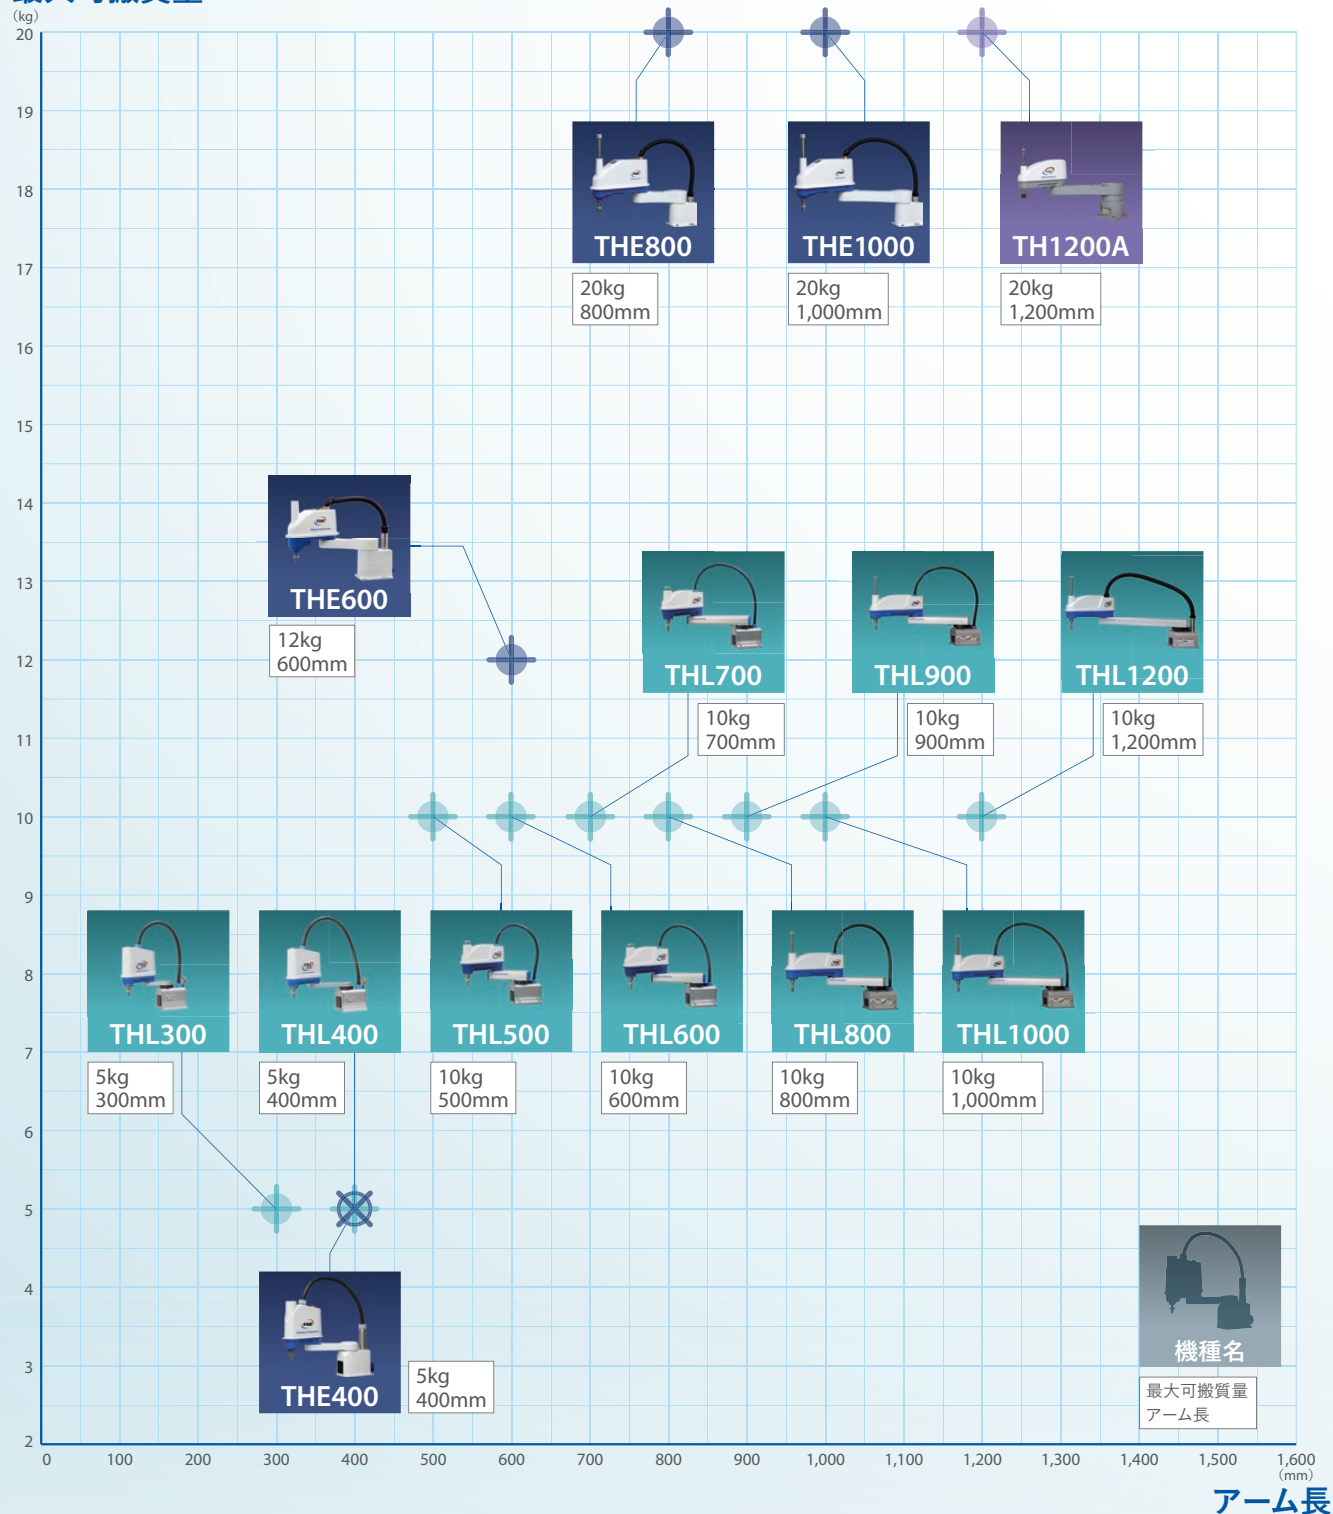 (kg)
20
19
18
17
16
15
14
13
12
11
10
9
8
7
6
5
4
3
2
THE800
20kg
800mm
THE1000
20kg
1,000mm
TH1200A
20kg
1,200mm
THE600
12kg
600mm
THL700
10kg
700mm
THL900
10kg
900mm
THL1200
10kg
1,200mm
THL300
5kg
300mm
THL400
5kg
400mm
THL500
10kg
500mm
THL600
10kg
600mm
THL800
10kg
800mm
THL1000
10kg
1,000mm
THE400
5kg
400mm
機種名
最大可搬質量
アーム長
0 100 200 300 400 500 600 700 800 900 1,000 1,100 1,200 1,300 1,400 1,500 1,600
(mm)
アーム長